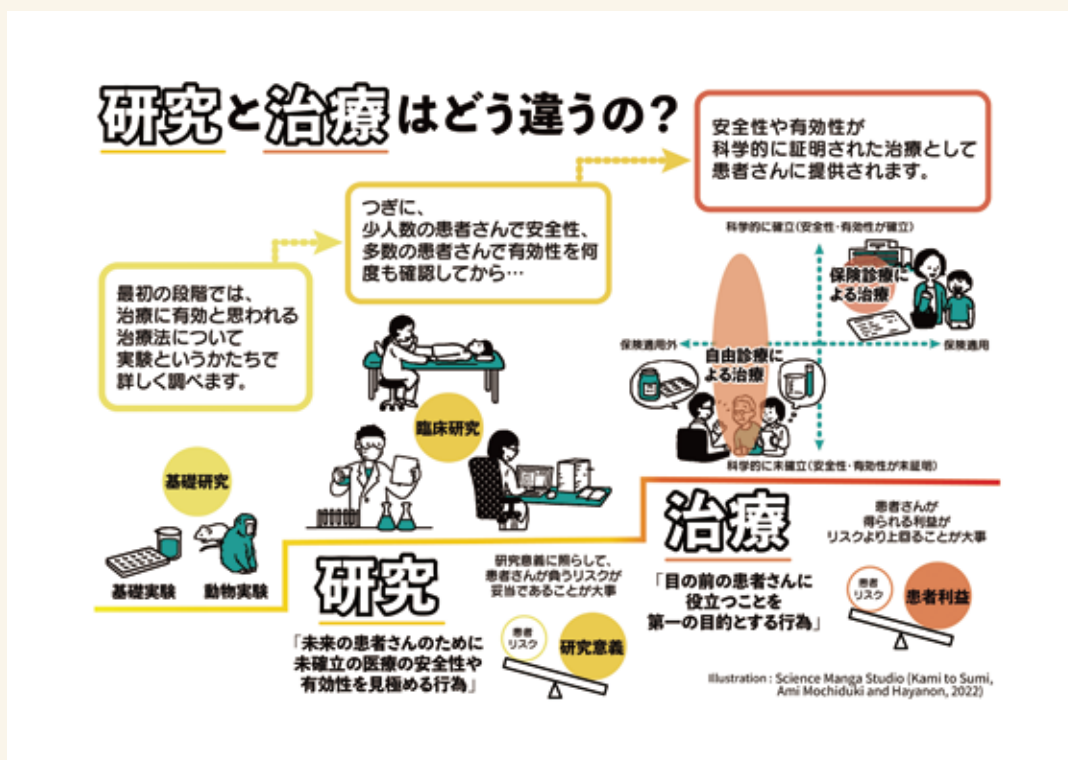 研究と治療はどう違うの？
最初の段階では、
治療に有効と思われる
治療法について
実験というかたちで
詳しく調べます。
つぎに、
少人数の患者さんで安全性、
多数の患者さんで有効性を何
度も確認してから…
安全性や有効性が
科学的に証明された治療として
患者さんに提供されます。
基礎研究
基礎実験
動物実験
臨床研究
科学的に確立(安全性・有効性が確立)
保険診療に
よる治療
保険適用外
保険適用
自由診療に
よる治療
科学的に未確立(安全性・有効性が未証明)
研究
「未来の患者さんのために
未確立の医療の安全性や
有効性を見極める行為」
研究意義に照らして、
患者さんが負うリスクが
妥当であることが大事
患者
リスク
研究意義
治療
「目の前の患者さんに
役立つことを
第一の目的とする行為」
患者さんが
得られる利益が
リスクより上回ることが大事
患者
リスク
患者利益
Illustration : Science Manga Studio (Kami to Sumi,
Ami Mochiduki and Hayanon, 2022)